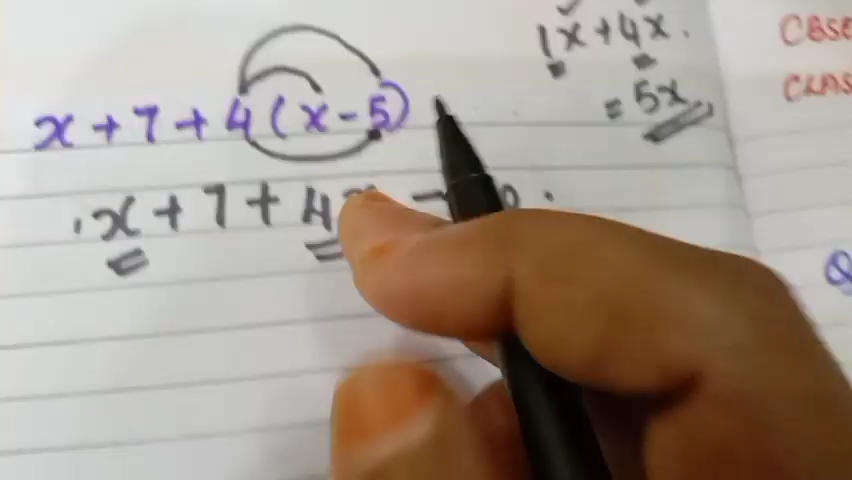 x + 7 + 4 ( x - 5 )
x + 7 + 4
1x + 4x.
= 5x
CBSE
CLAS
Q